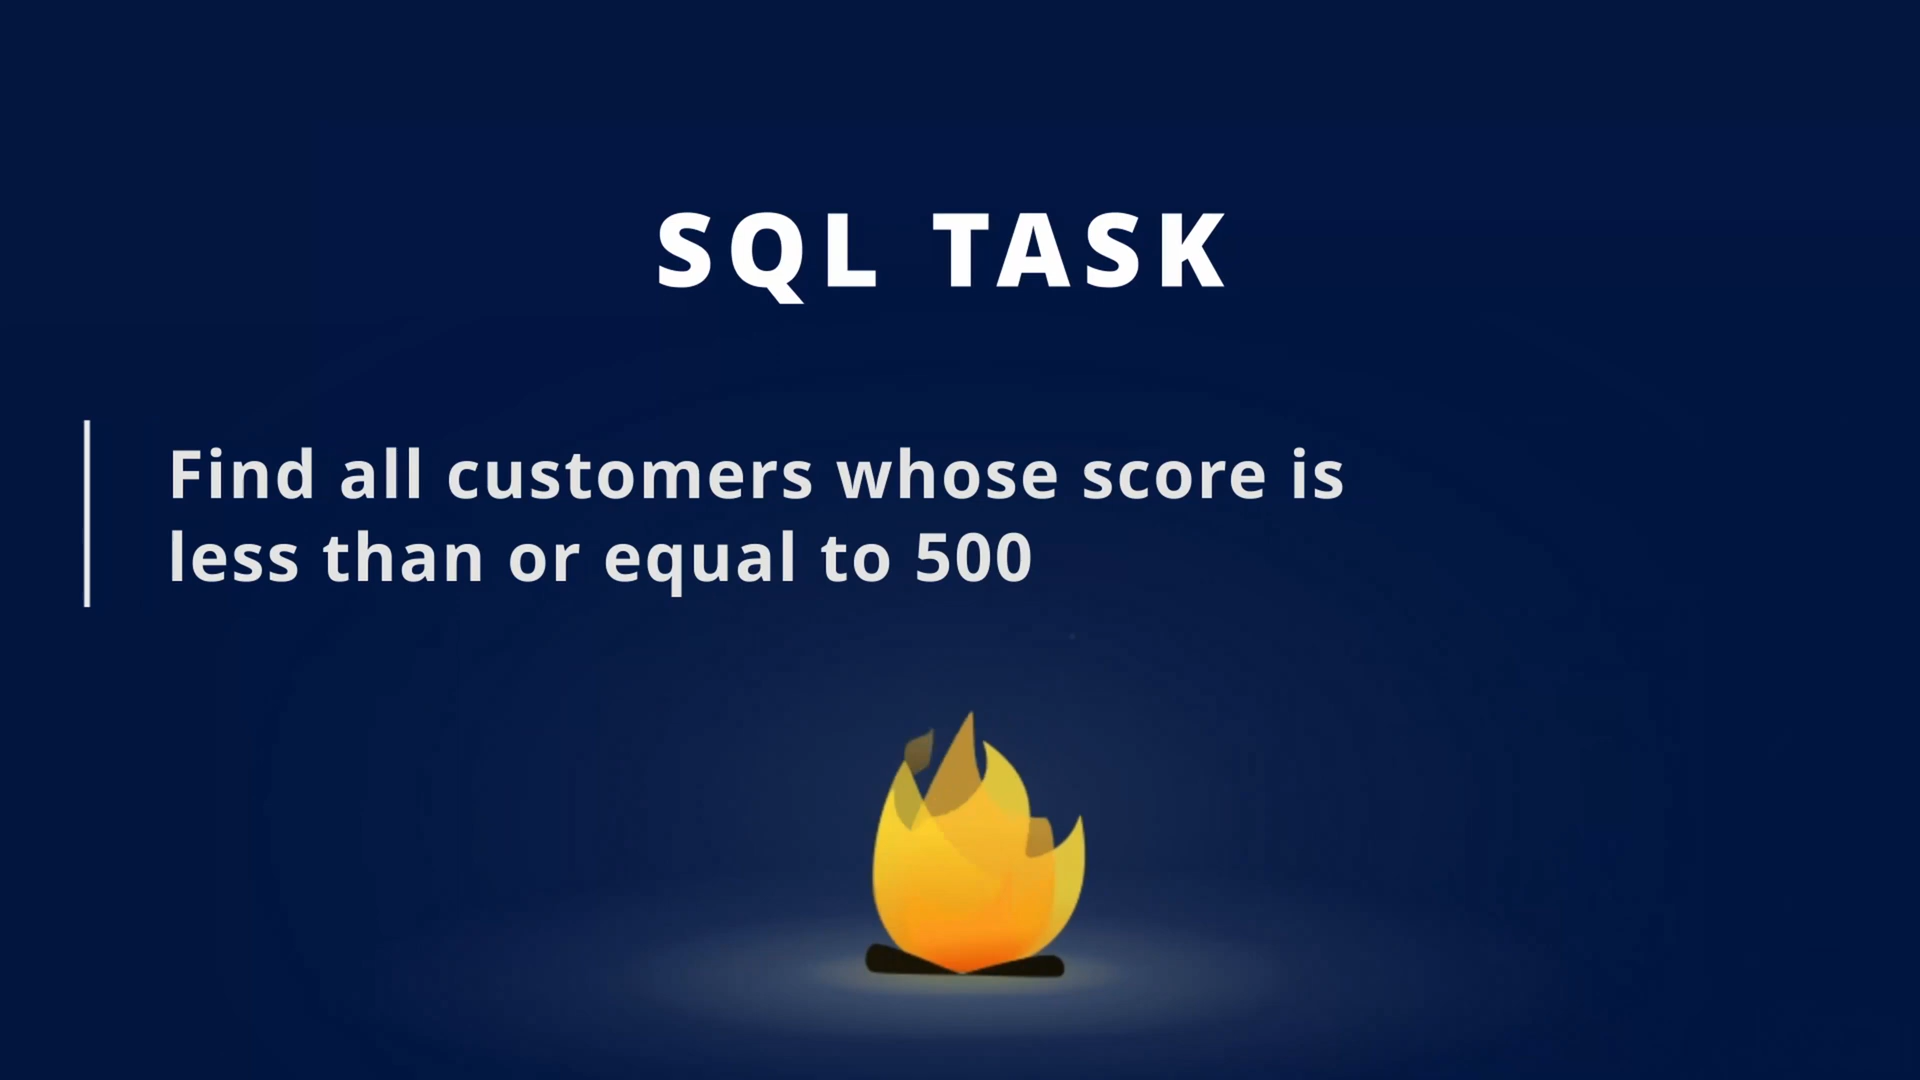 SQL TASK
Find all customers whose score is
less than or equal to 500